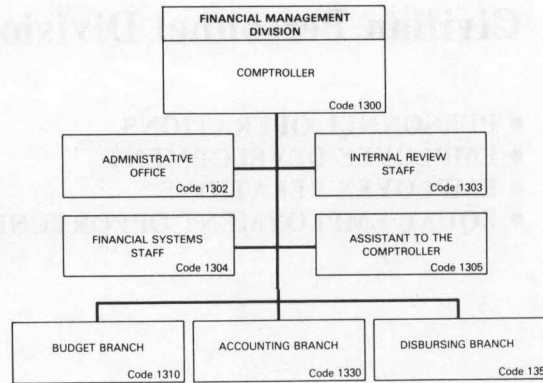 FINANCIAL MANAGEMENT
DIVISION
COMPTROLLER
Code 1300
ADMINISTRATIVE
OFFICE
Code 1302
INTERNAL REVIEW
STAFF
Code 1303
FINANCIAL SYSTEMS
STAFF
Code 1304
ASSISTANT TO THE
COMPTROLLER
Code 1305
BUDGET BRANCH
Code 1310
ACCOUNTING BRANCH
Code 1330
DISBURSING BRANCH
Code 135